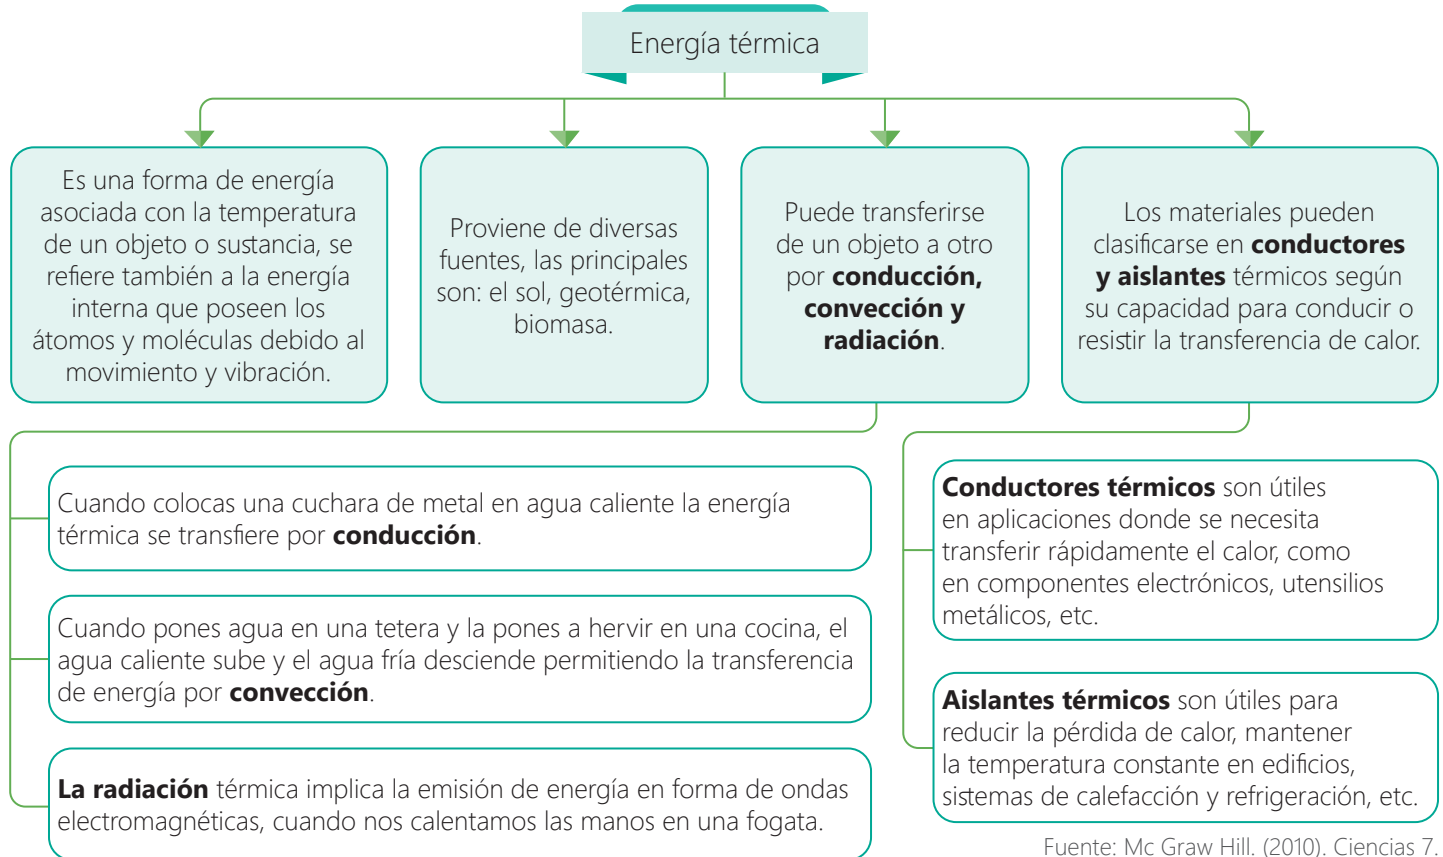 Energía térmica
Es una forma de energía
asociada con la temperatura
de un objeto o sustancia, se
refiere también a la energía
interna que poseen los
átomos y moléculas debido al
movimiento y vibración.
Proviene de diversas
fuentes, las principales
son: el sol, geotérmica,
biomasa.
Puede transferirse
de un objeto a otro
por conducción,
convección y
radiación.
Los materiales pueden
clasificarse en conductores
y aislantes térmicos según
su capacidad para conducir o
resistir la transferencia de calor.
Cuando colocas una cuchara de metal en agua caliente la energía
térmica se transfiere por conducción.
Cuando pones agua en una tetera y la pones a hervir en una cocina, el
agua caliente sube y el agua fría desciende permitiendo la transferencia
de energía por convección.
La radiación térmica implica la emisión de energía en forma de ondas
electromagnéticas, cuando nos calentamos las manos en una fogata.
Conductores térmicos son útiles
en aplicaciones donde se necesita
transferir rápidamente el calor, como
en componentes electrónicos, utensilios
metálicos, etc.
Aislantes térmicos son útiles para
reducir la pérdida de calor, mantener
la temperatura constante en edificios,
sistemas de calefacción y refrigeración, etc.
Fuente: Mc Graw Hill. (2010). Ciencias 7.